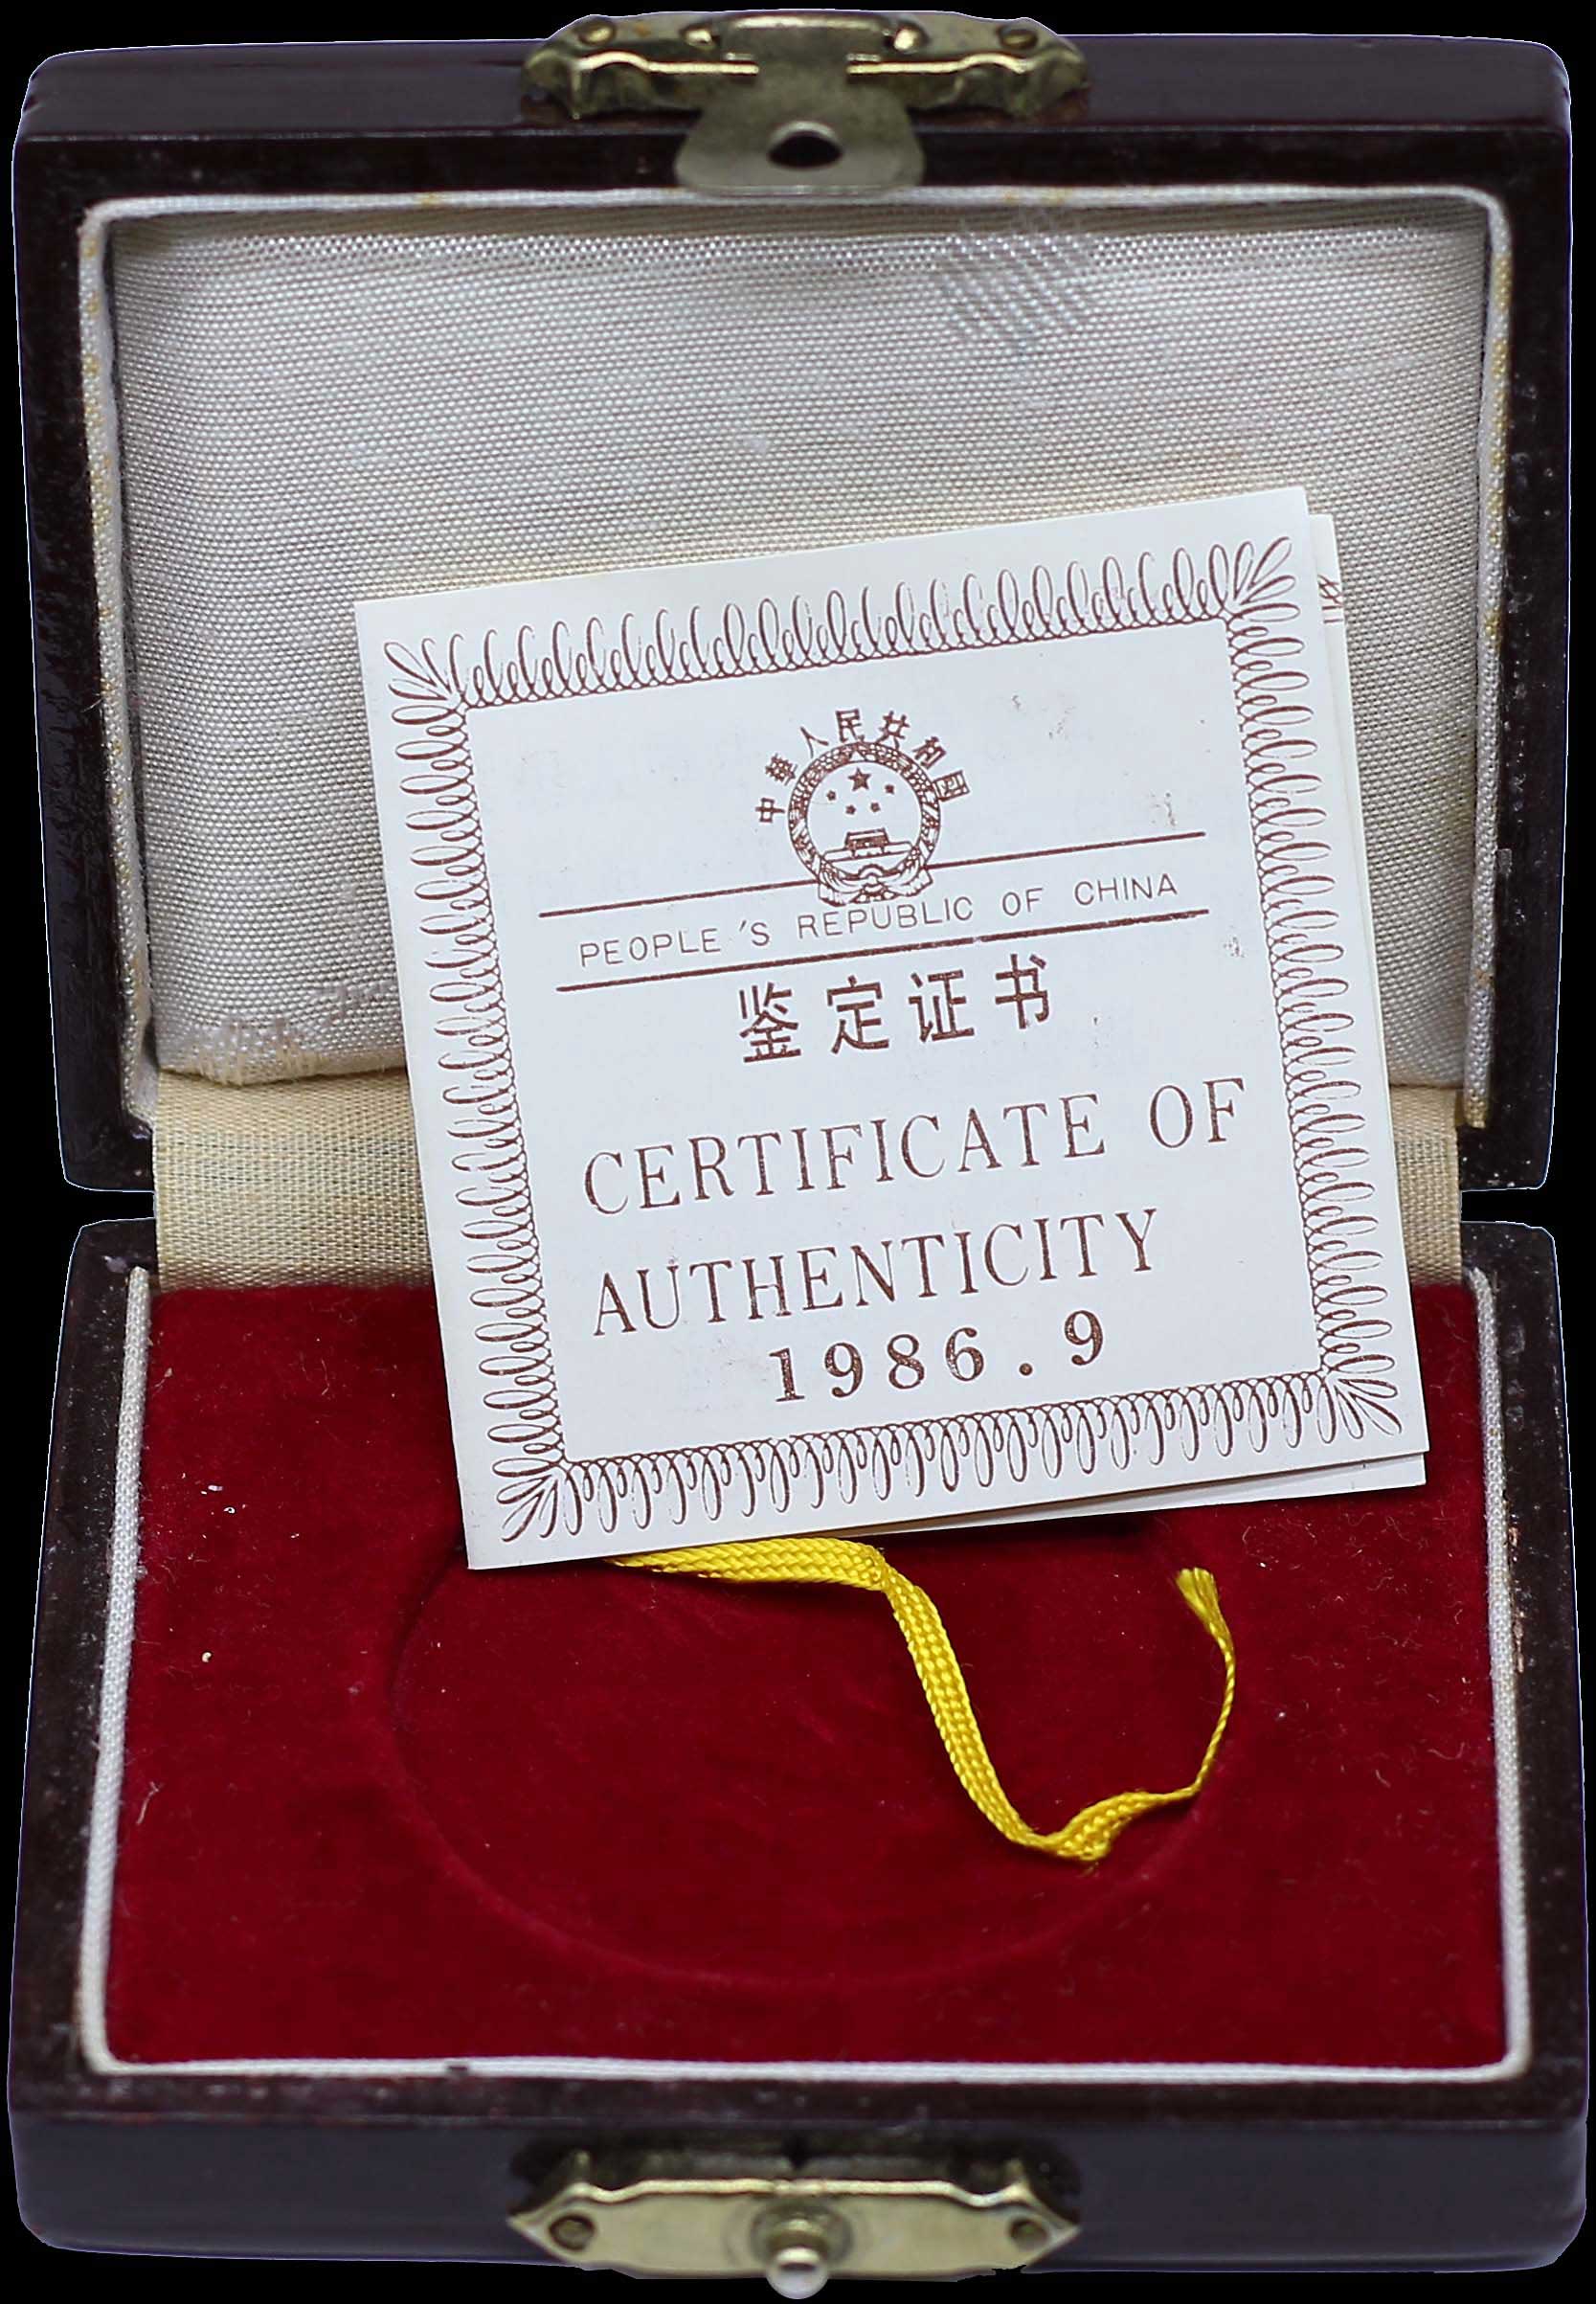 中華人民共和国
PEOPLE'S REPUBLIC OF CHINA
鉴定证书
CERTIFICATE OF
AUTHENTICITY
1986.9